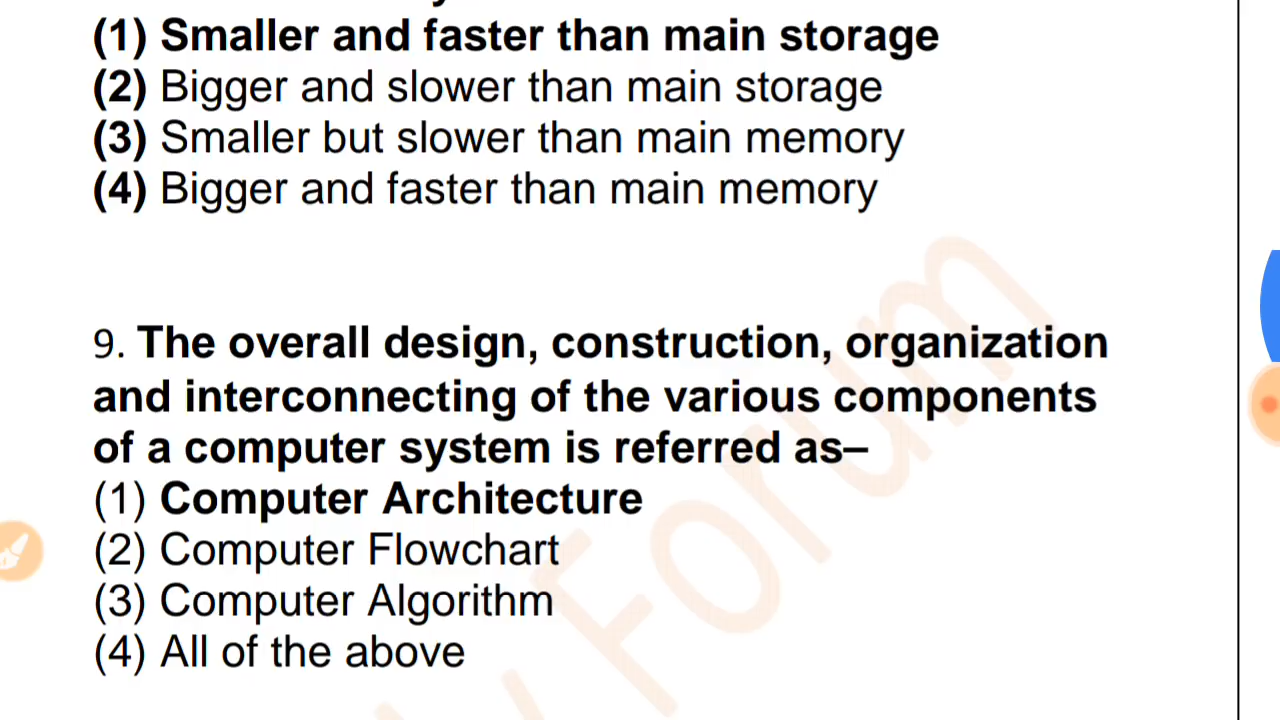 (1) Smaller and faster than main storage
(2) Bigger and slower than main storage
(3) Smaller but slower than main memory
(4) Bigger and faster than main memory
9. The overall design, construction, organization
and interconnecting of the various components
of a computer system is referred as–
(1) Computer Architecture
(2) Computer Flowchart
(3) Computer Algorithm
(4) All of the above
Forum